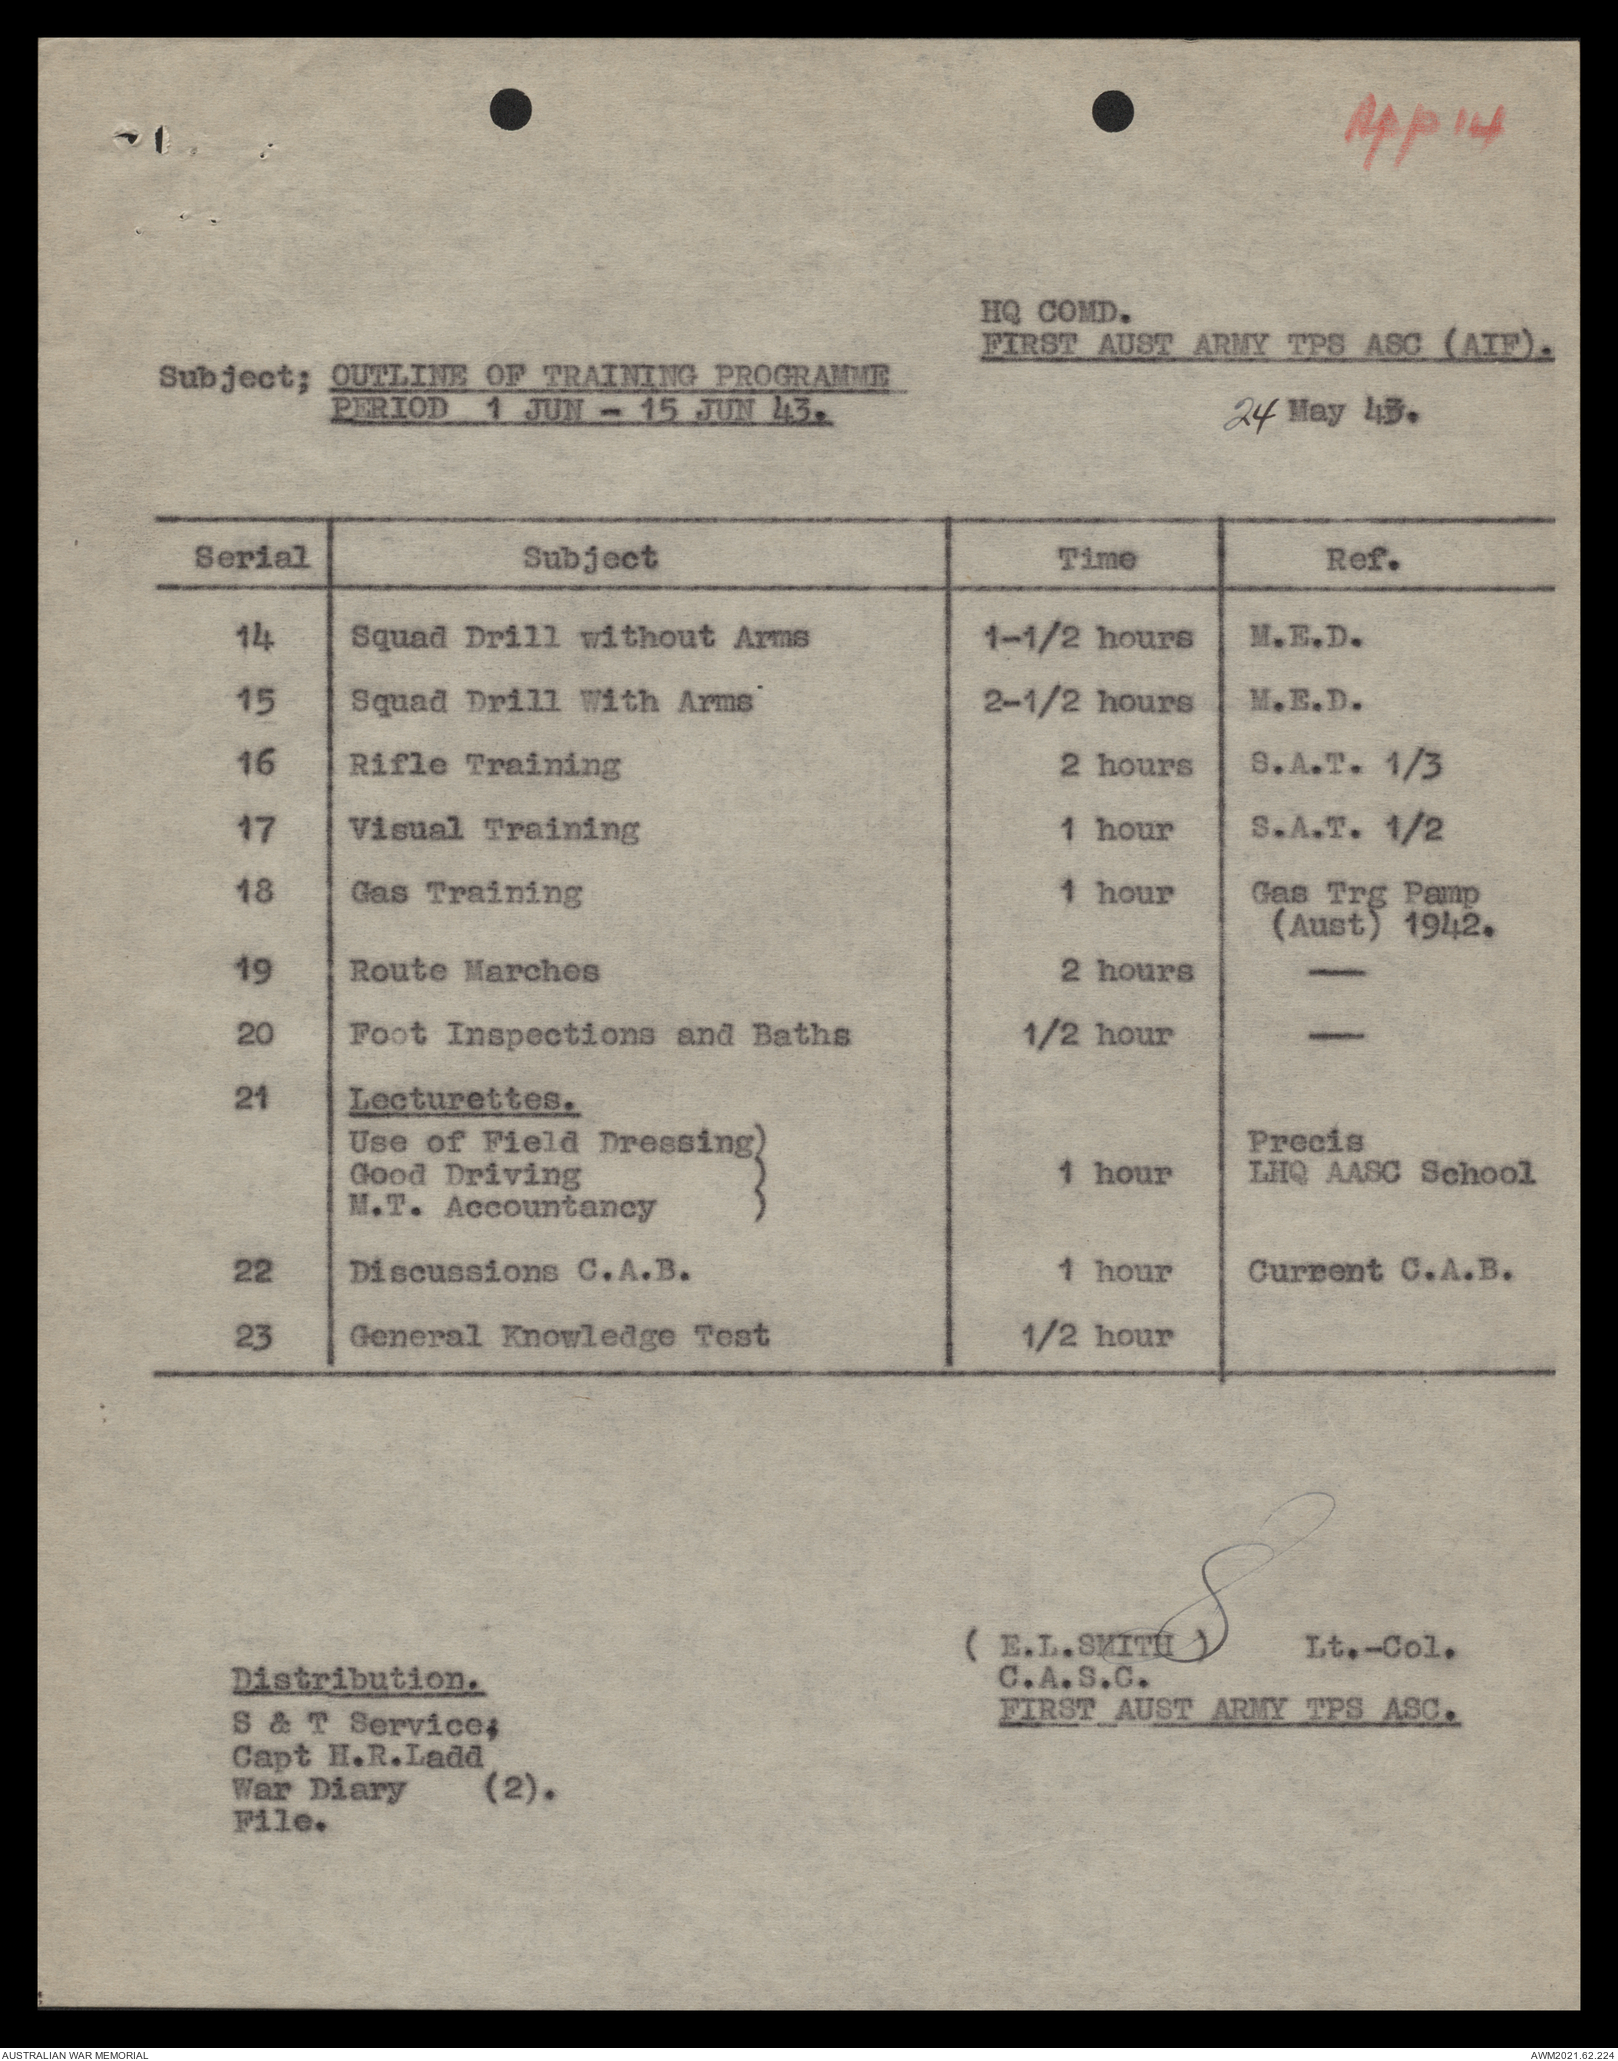 App 14
HQ COMD.
FIRST AUST ARMY TPS ASC (AIF).
Subject; OUTLINE OF TRAINING PROGRAMME
PERIOD 1 JUN - 15 JUN 43.
24 May 43.
Serial Subject Time Ref.
14 Squad Drill without Arms 1-1/2 hours M.E.D.
15 Squad Drill With Arms 2-1/2 hours M.E.D.
16 Rifle Training 2 hours S.A.T. 1/3
17 Visual Training 1 hour S.A.T. 1/2
18 Gas Training 1 hour Gas Trg Pamp
(Aust) 1942.
19 Route Marches 2 hours —
20 Foot Inspections and Baths 1/2 hour —
21 Lecturettes.
Use of Field Dressing) Precis
Good Driving ) 1 hour LHQ AASC School
M.T. Accountancy )
22 Discussions C.A.B. 1 hour Current C.A.B.
23 General Knowledge Test 1/2 hour
( E.L.SMITH ) Lt.-Col.
C.A.S.C.
FIRST AUST ARMY TPS ASC.
Distribution.
S & T Service;
Capt H.R.Ladd
War Diary (2).
File.
AUSTRALIAN WAR MEMORIAL AWM2021.62.224